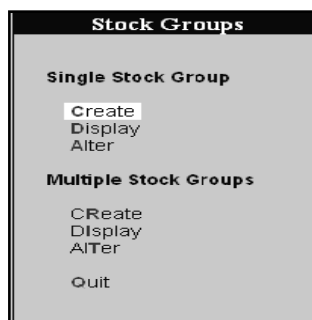 Stock Groups
Single Stock Group
Create
Display
Alter
Multiple Stock Groups
CReate
DIsplay
AlTer
Quit